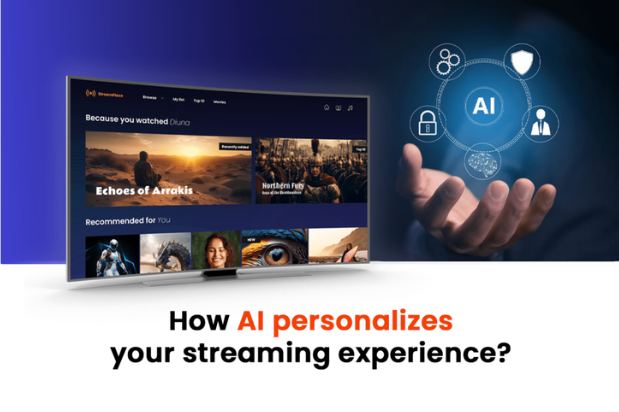 StreamVerse
Browse My list Top 10 Movies
Because you watched Diuna
Recently added
Echoes of Arrakis
Top 10
Northern Fury
Recommended for You
NEW
AI
How AI personalizes
your streaming experience?